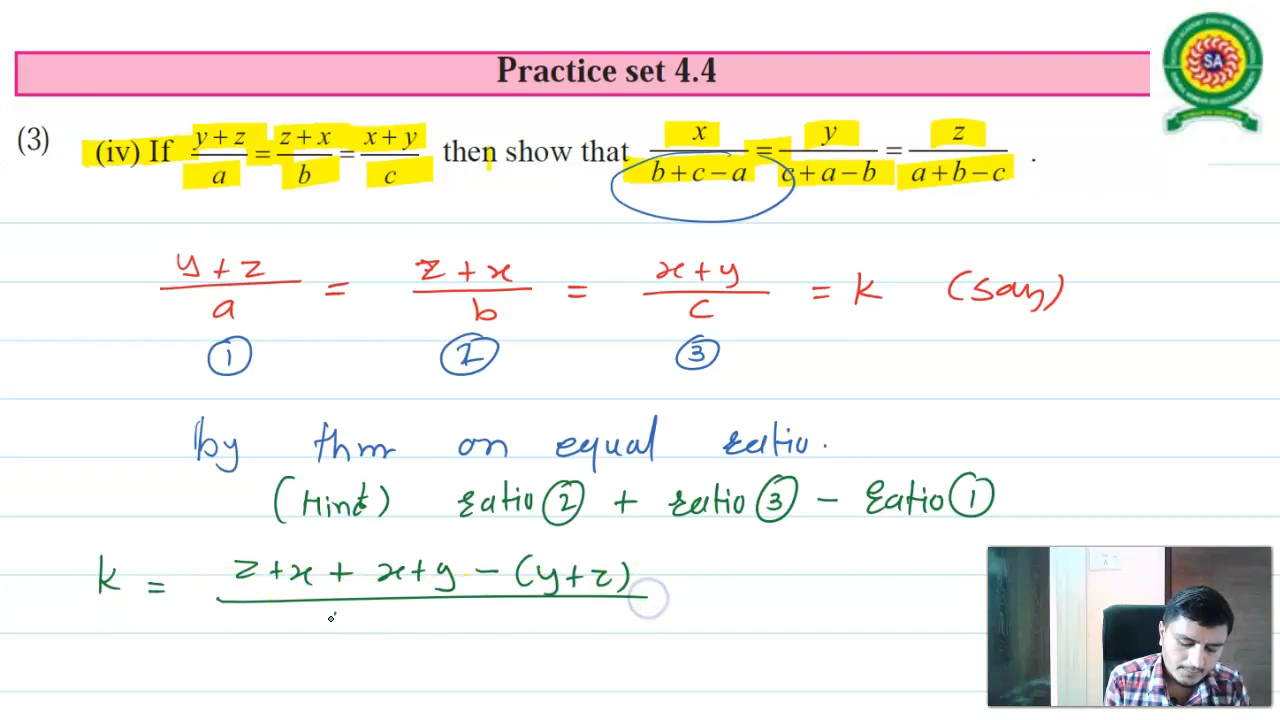 Practice set 4.4
SA
(3) (iv) If y+z/a = z+x/b = x+y/c then show that x/b+c−a = y/c+a−b = z/a+b−c .
y+z/a = z+x/b = x+y/c = k (say)
① ② ③
by thm on equal ratio.
(Hint) ratio ② + ratio ③ − ratio ①
k = z+x + x+y − (y+z)